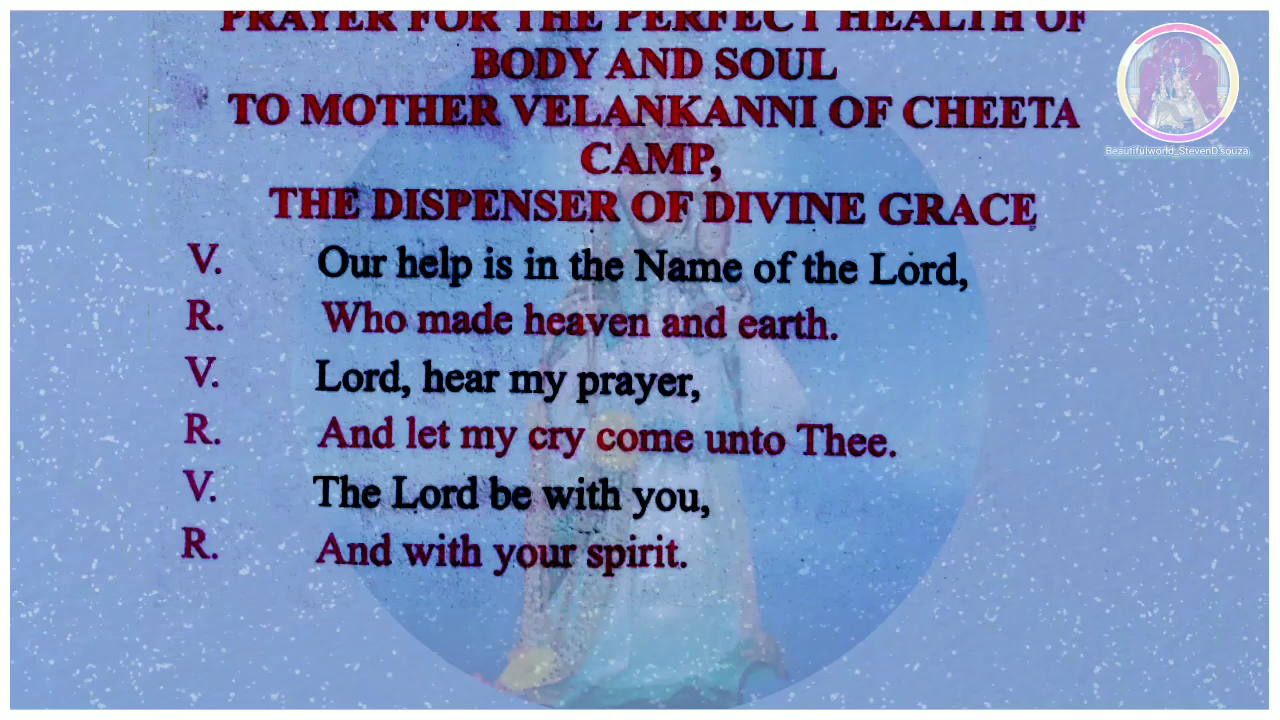 PRAYER FOR THE PERFECT HEALTH OF
BODY AND SOUL
TO MOTHER VELANKANNI OF CHEETA
CAMP,
THE DISPENSER OF DIVINE GRACE
V. Our help is in the Name of the Lord,
R. Who made heaven and earth.
V. Lord, hear my prayer,
R. And let my cry come unto Thee.
V. The Lord be with you,
R. And with your spirit.
Beautifulworld_StevenD'souza